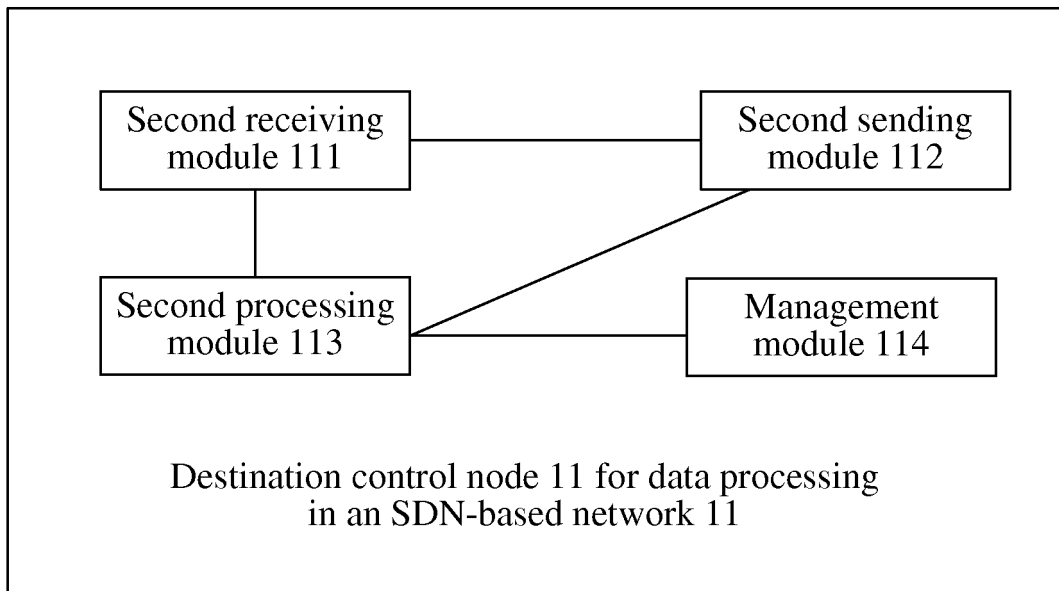 Second receiving
module 111
Second sending
module 112
Second processing
module 113
Management
module 114
Destination control node 11 for data processing
in an SDN-based network 11